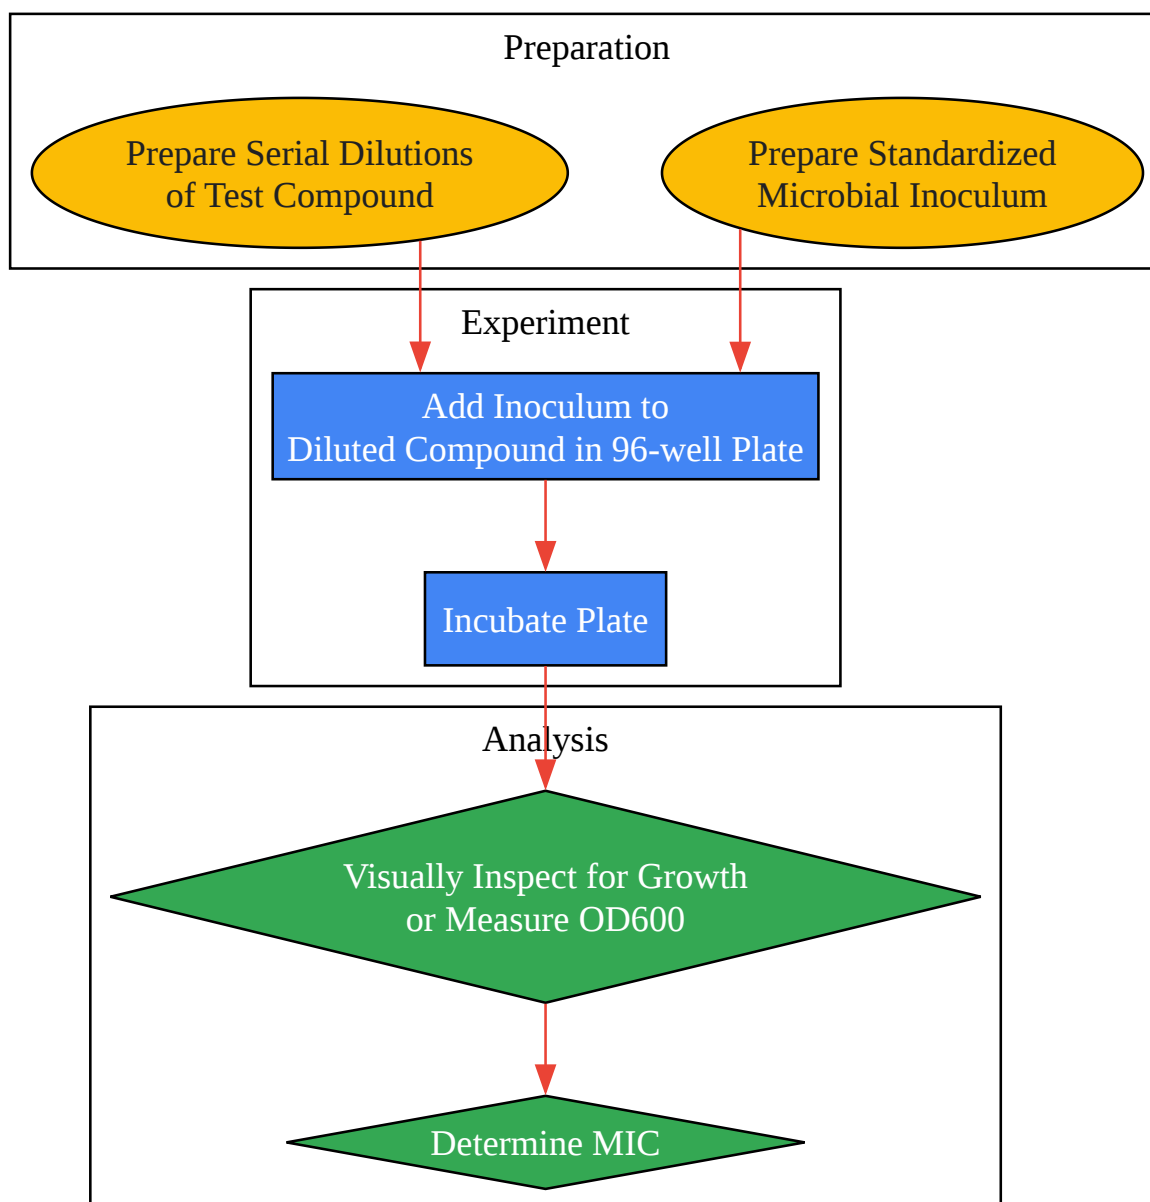 Preparation
Prepare Serial Dilutions
of Test Compound
Prepare Standardized
Microbial Inoculum
Experiment
Add Inoculum to
Diluted Compound in 96-well Plate
Incubate Plate
Analysis
Visually Inspect for Growth
or Measure OD600
Determine MIC